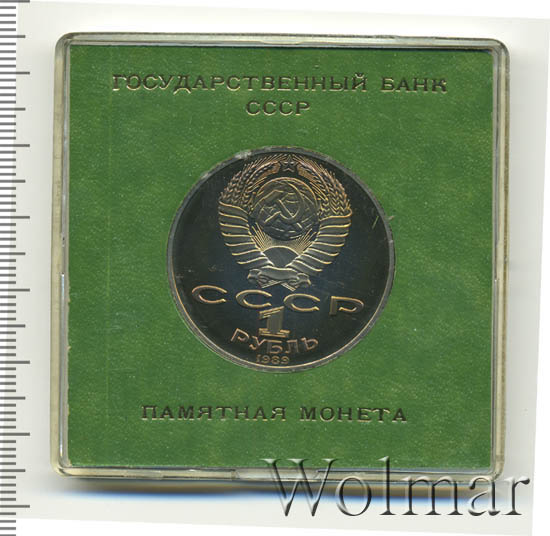 ГОСУДАРСТВЕННЫЙ БАНК
СССР
СССР
1
РУБЛЬ
1989
ПАМЯТНАЯ МОНЕТА
Wolmar